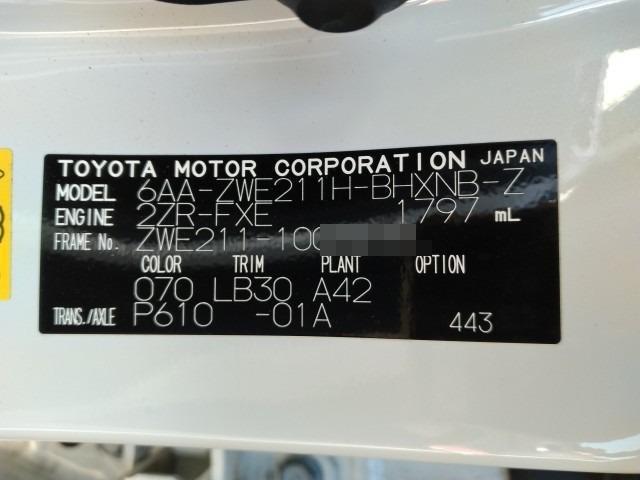 TOYOTA MOTOR CORPORATION JAPAN
MODEL 6AA-ZWE211H-BHXNB-Z
ENGINE 2ZR-FXE 1797 mL
FRAME No. ZWE211-100
COLOR TRIM PLANT OPTION
070 LB30 A42
TRANS./AXLE P610 -01A 443